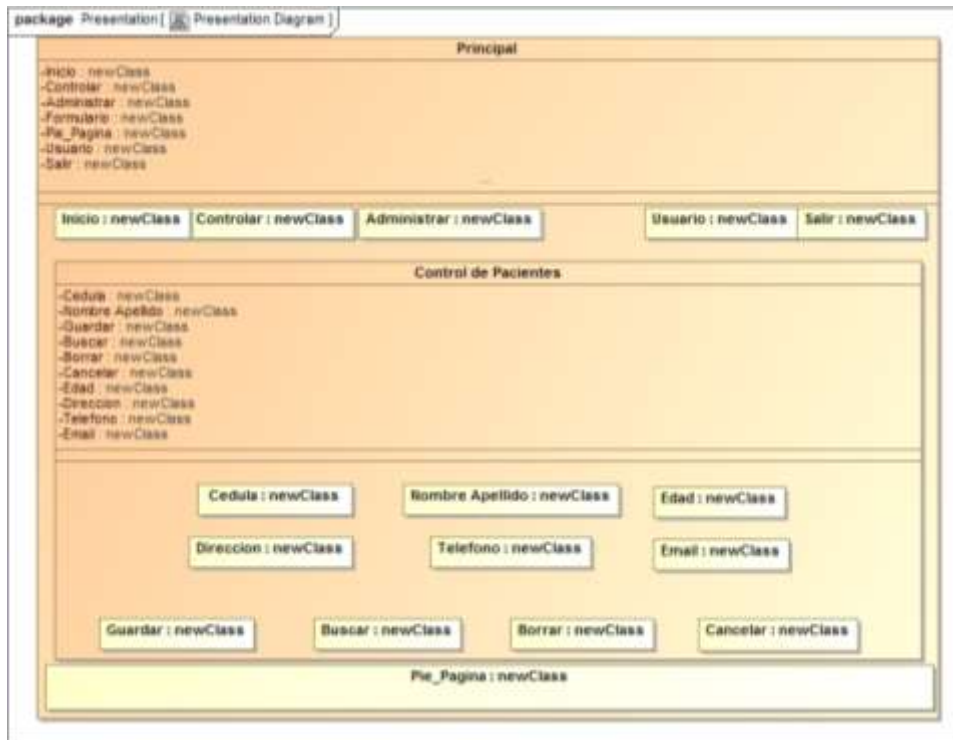 package Presentation [ Presentation Diagram ]
Principal
-Inicio : newClass
-Controlar : newClass
-Administrar : newClass
-Formulario : newClass
-Pie_Pagina : newClass
-Usuario : newClass
-Salir : newClass
...
Inicio : newClass Controlar : newClass Administrar : newClass Usuario : newClass Salir : newClass
Control de Pacientes
-Cedula : newClass
-Nombre Apellido : newClass
-Guardar : newClass
-Buscar : newClass
-Borrar : newClass
-Cancelar : newClass
-Edad : newClass
-Direccion : newClass
-Telefono : newClass
-Email : newClass
Cedula : newClass Nombre Apellido : newClass Edad : newClass
Direccion : newClass Telefono : newClass Email : newClass
Guardar : newClass Buscar : newClass Borrar : newClass Cancelar : newClass
Pie_Pagina : newClass